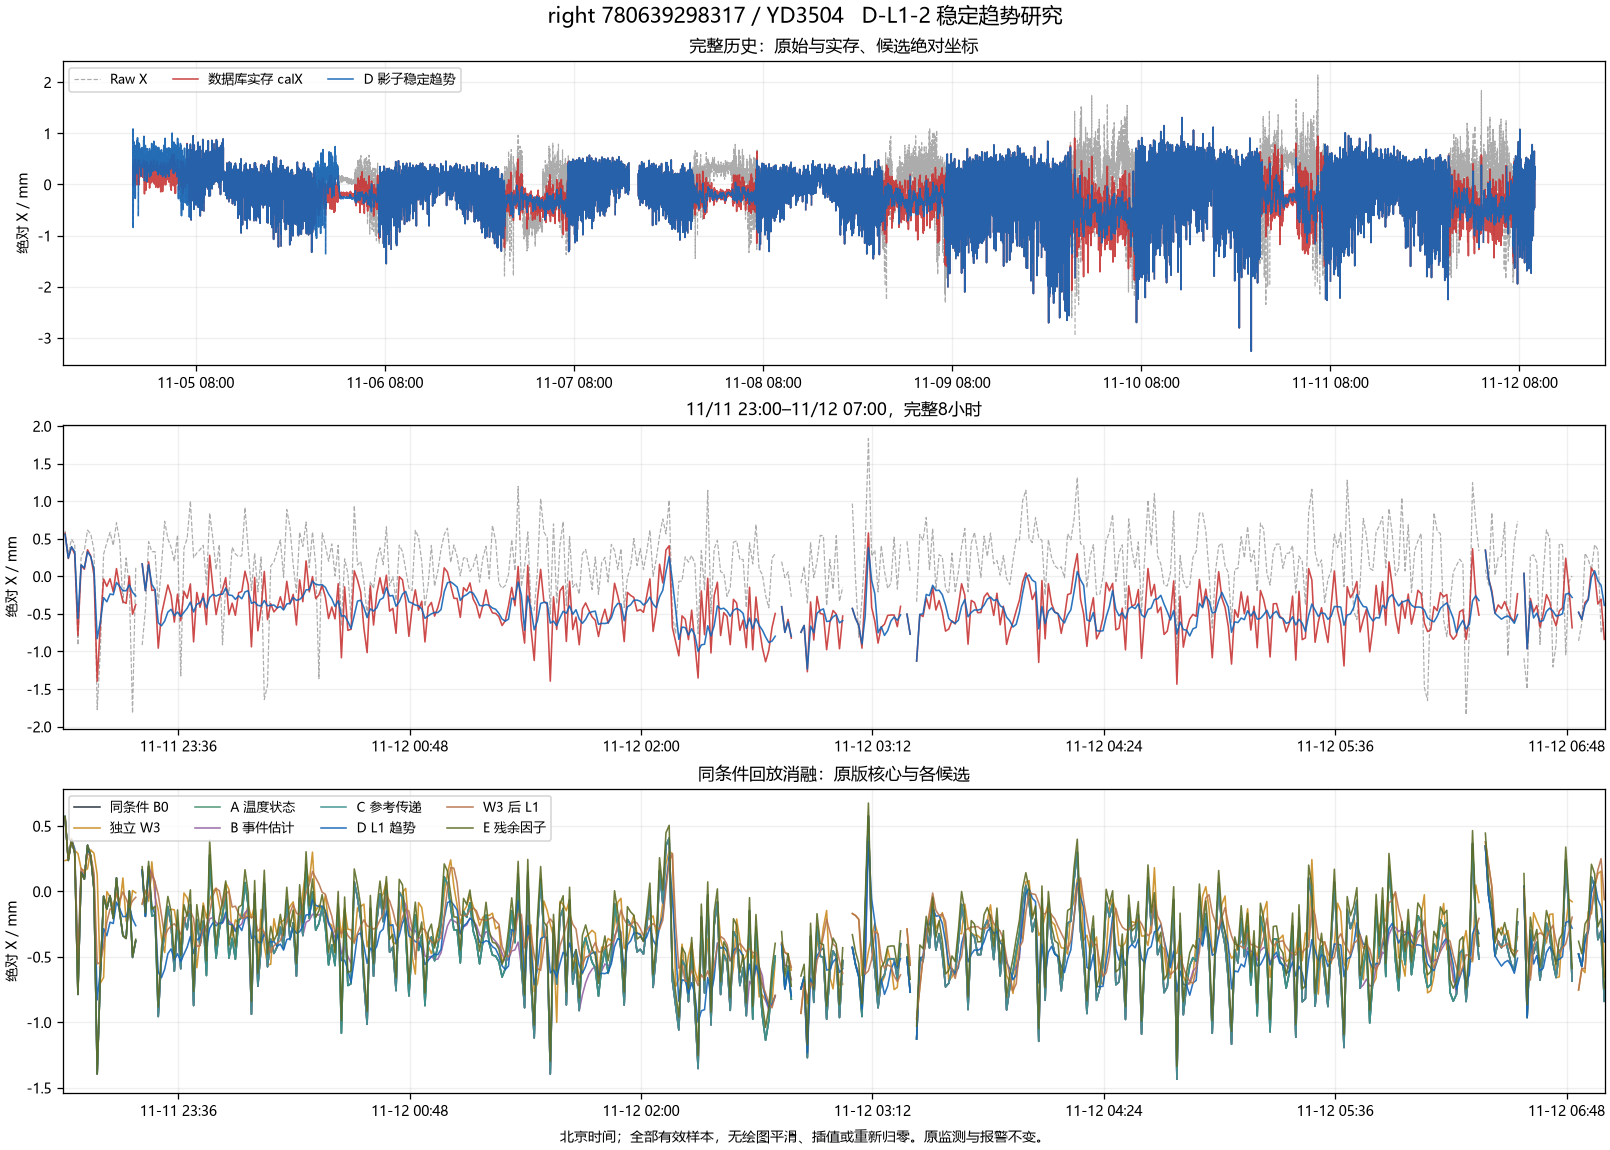 right 780639298317 / YD3504   D-L1-2 稳定趋势研究
完整历史：原始与实存、候选绝对坐标
Raw X
数据库实存 calX
D 影子稳定趋势
绝对 X / mm
2
1
0
-1
-2
-3
11-05 08:00
11-06 08:00
11-07 08:00
11-08 08:00
11-09 08:00
11-10 08:00
11-11 08:00
11-12 08:00
11/11 23:00–11/12 07:00，完整8小时
绝对 X / mm
2.0
1.5
1.0
0.5
0.0
-0.5
-1.0
-1.5
-2.0
11-11 23:36
11-12 00:48
11-12 02:00
11-12 03:12
11-12 04:24
11-12 05:36
11-12 06:48
同条件回放消融：原版核心与各候选
同条件 B0
A 温度状态
C 参考传递
W3 后 L1
独立 W3
B 事件估计
D L1 趋势
E 残余因子
绝对 X / mm
0.5
0.0
-0.5
-1.0
-1.5
11-11 23:36
11-12 00:48
11-12 02:00
11-12 03:12
11-12 04:24
11-12 05:36
11-12 06:48
北京时间；全部有效样本，无绘图平滑、插值或重新归零。原监测与报警不变。